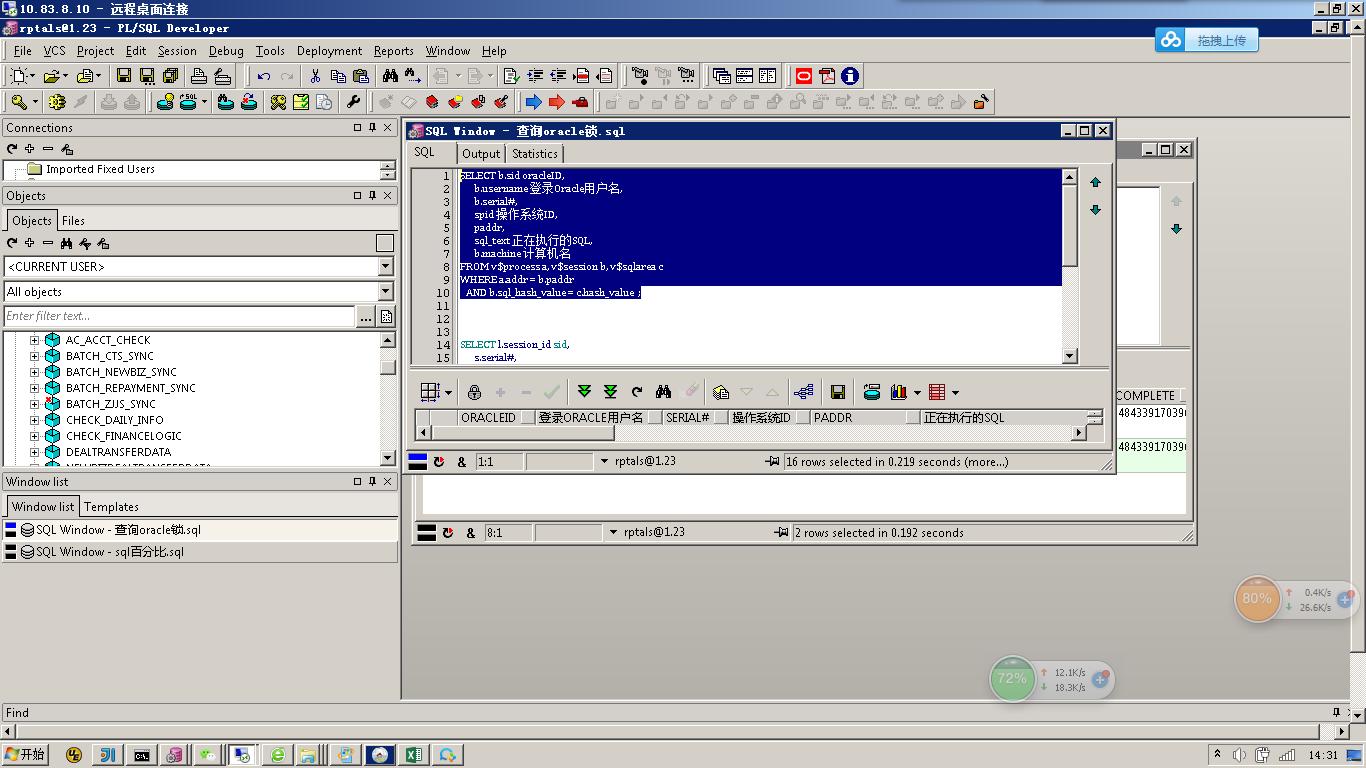 10.83.8.10 - 远程桌面连接
rptals@1.23 - PL/SQL Developer
File VCS Project Edit Session Debug Tools Deployment Reports Window Help
拖拽上传
Connections
Imported Fixed Users
Objects
Objects Files
<CURRENT USER>
All objects
Enter filter text...
AC_ACCT_CHECK
BATCH_CTS_SYNC
BATCH_NEWBIZ_SYNC
BATCH_REPAYMENT_SYNC
BATCH_ZJJS_SYNC
CHECK_DAILY_INFO
CHECK_FINANCELOGIC
DEALTRANSFERDATA
Window list
Window list Templates
SQL Window - 查询oracle锁.sql
SQL Window - sql百分比.sql
SQL Window - 查询oracle锁.sql
SQL Output Statistics
1 SELECT b.sid oracleID,
2 b.username 登录Oracle用户名,
3 b.serial#,
4 spid 操作系统ID,
5 paddr,
6 sql_text 正在执行的SQL,
7 b.machine 计算机名
8 FROM v$process a, v$session b, v$sqlarea c
9 WHERE a.addr = b.paddr
10 AND b.sql_hash_value = c.hash_value ;
11
12
13
14 SELECT l.session_id sid,
15 s.serial#,
ORACLEID 登录ORACLE用户名 SERIAL# 操作系统ID PADDR 正在执行的SQL
1:1 rptals@1.23 16 rows selected in 0.219 seconds (more...)
COMPLETE
8:1 rptals@1.23 2 rows selected in 0.192 seconds
80% 0.4K/s
26.6K/s
72% 12.1K/s
18.3K/s
Find
开始
14:31